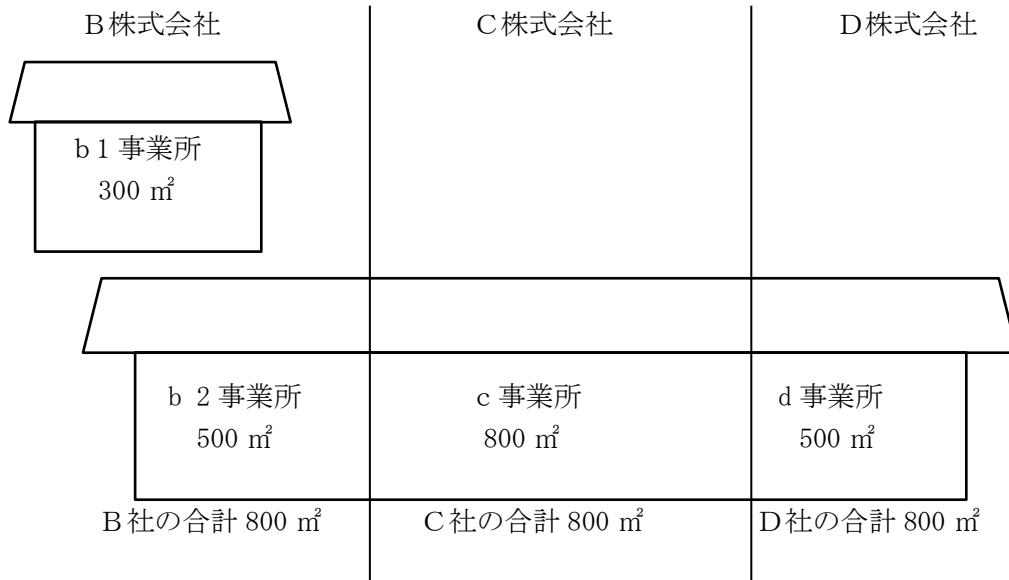 B株式会社
C株式会社
D株式会社
b1事業所
300 ㎡
b 2事業所
500 ㎡
c事業所
800 ㎡
d事業所
500 ㎡
B社の合計 800 ㎡
C社の合計 800 ㎡
D社の合計 800 ㎡